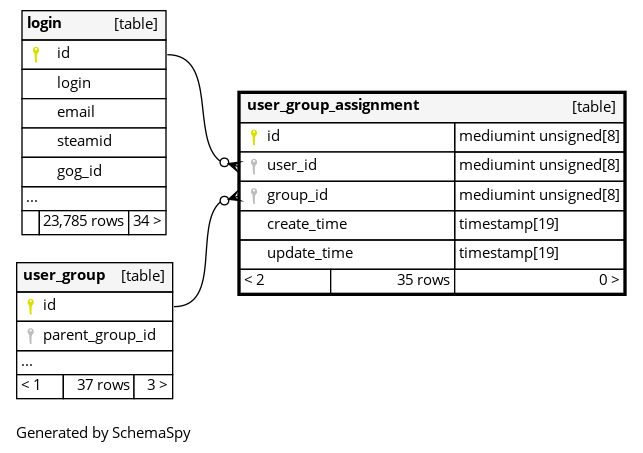 login [table]
id
login
email
steamid
gog_id
...
23,785 rows 34 >
user_group_assignment [table]
id mediumint unsigned[8]
user_id mediumint unsigned[8]
group_id mediumint unsigned[8]
create_time timestamp[19]
update_time timestamp[19]
< 2 35 rows 0 >
user_group [table]
id
parent_group_id
...
< 1 37 rows 3 >
Generated by SchemaSpy